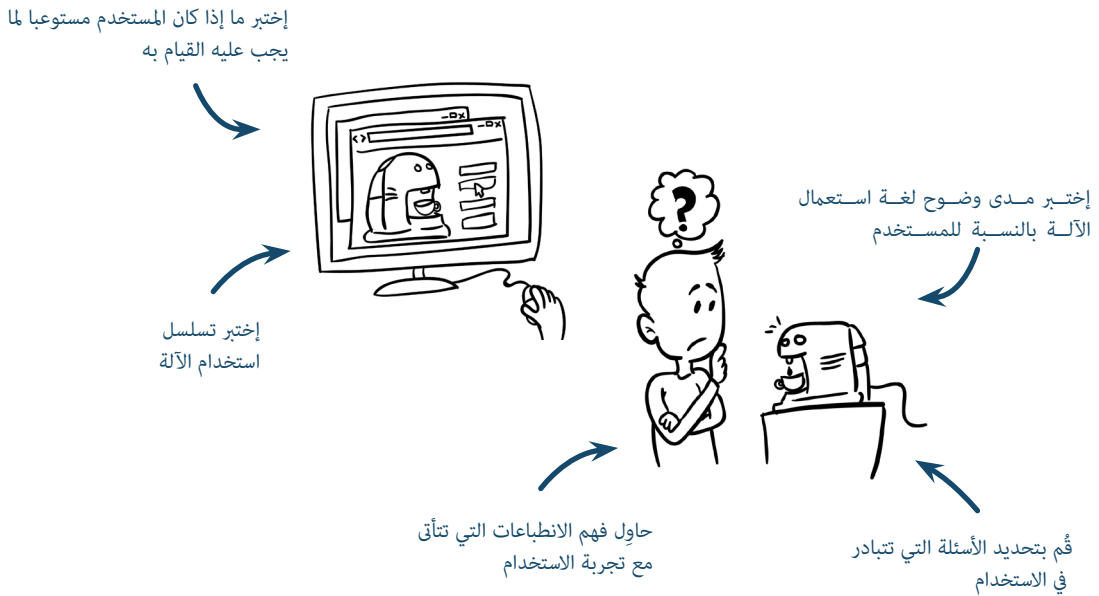 إختبر ما إذا كان المستخدم مستوعبا لما
يجب عليه القيام به
إختبر مدى وضوح لغة استعمال
الآلة بالنسبة للمستخدم
إختبر تسلسل
استخدام الآلة
حاوِل فهم الانطباعات التي تتأتى
مع تجربة الاستخدام
قُم بتحديد الأسئلة التي تتبادر
في الاستخدام
?